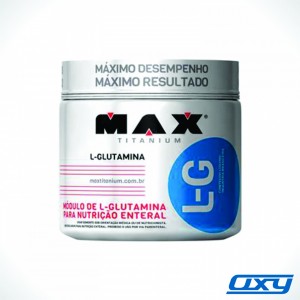 MÁXIMO DESEMPENHO
MÁXIMO RESULTADO
MAX
TITANIUM
L-GLUTAMINA
maxtitanium.com.br
L-G
MÓDULO DE L-GLUTAMINA
PARA NUTRIÇÃO ENTERAL
oxy